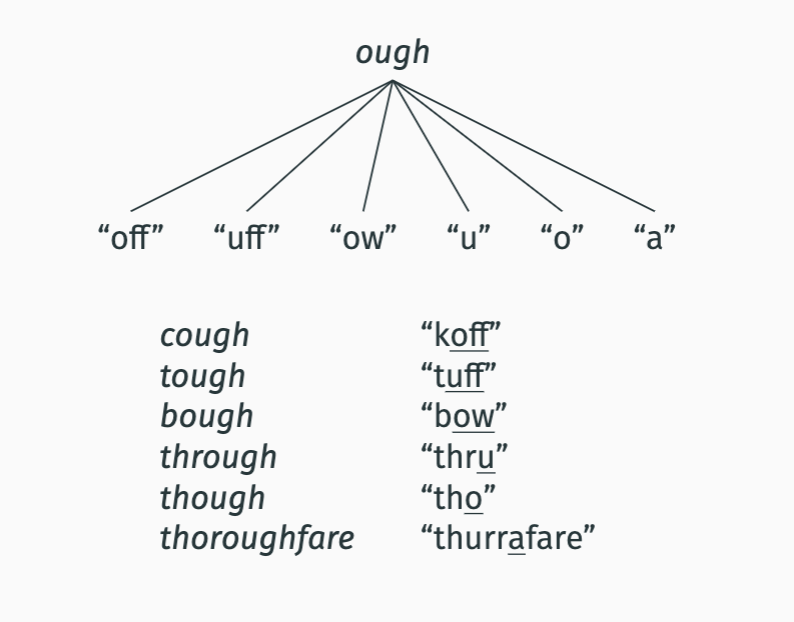 ough
“off” “uff” “ow” “u” “o” “a”
cough “koff”
tough “tuff”
bough “bow”
through “thru”
though “tho”
thoroughfare “thurrafare”